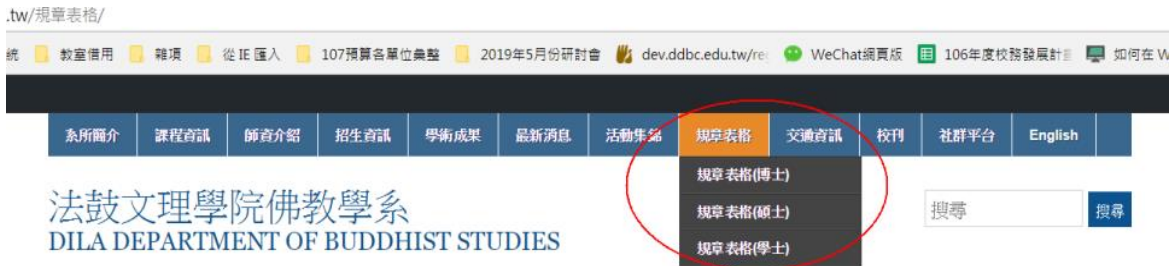 .tw/規章表格/
統 教室借用 雜項 從 IE 匯入 107預算各單位彙整 2019年5月份研討會 dev.ddbc.edu.tw/re WeChat網頁版 106年度校務發展計 如何在 W
系所簡介 課程資訊 師資介紹 招生資訊 學術成果 最新消息 活動集錦 規章表格 交通資訊 校刊 社群平台 English
規章表格(博士)
法鼓文理學院佛教學系 規章表格(碩士) 搜尋 搜尋
DILA DEPARTMENT OF BUDDHIST STUDIES 規章表格(學士)